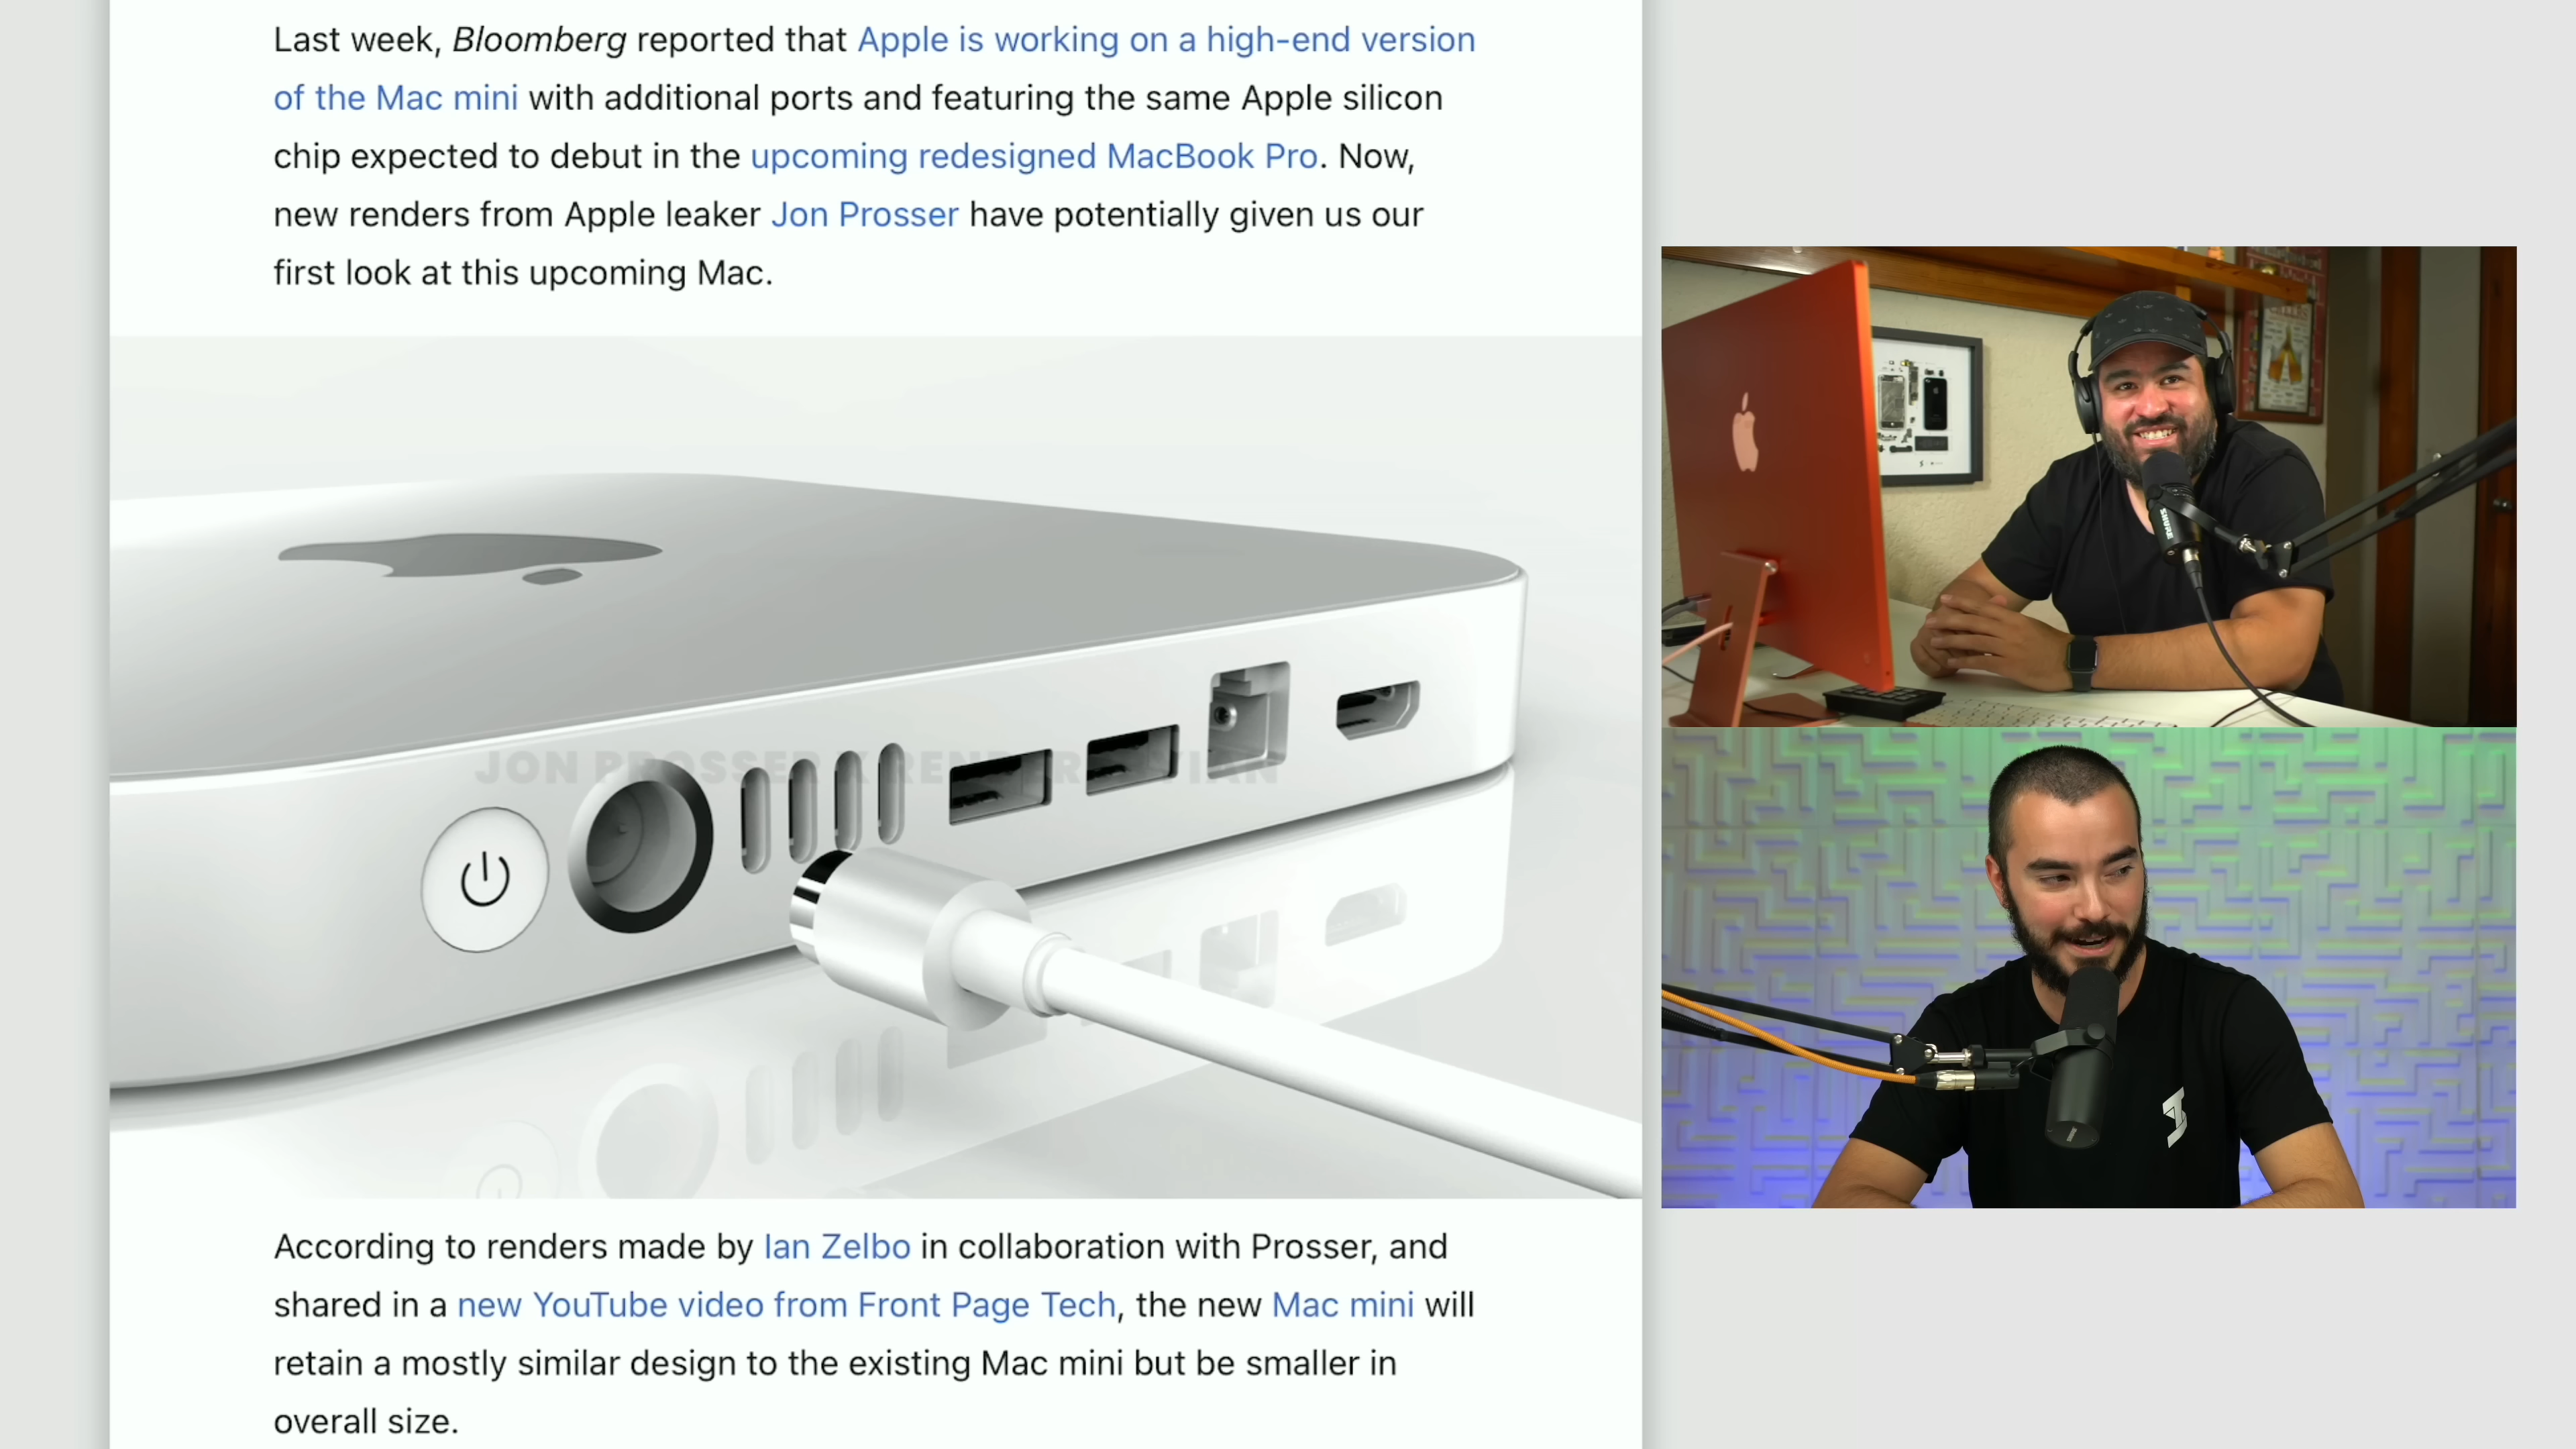 Last week, Bloomberg reported that Apple is working on a high-end version
of the Mac mini with additional ports and featuring the same Apple silicon
chip expected to debut in the upcoming redesigned MacBook Pro. Now,
new renders from Apple leaker Jon Prosser have potentially given us our
first look at this upcoming Mac.
JON PROSSER X RENDERSBYIAN
According to renders made by Ian Zelbo in collaboration with Prosser, and
shared in a new YouTube video from Front Page Tech, the new Mac mini will
retain a mostly similar design to the existing Mac mini but be smaller in
overall size.
SHURE